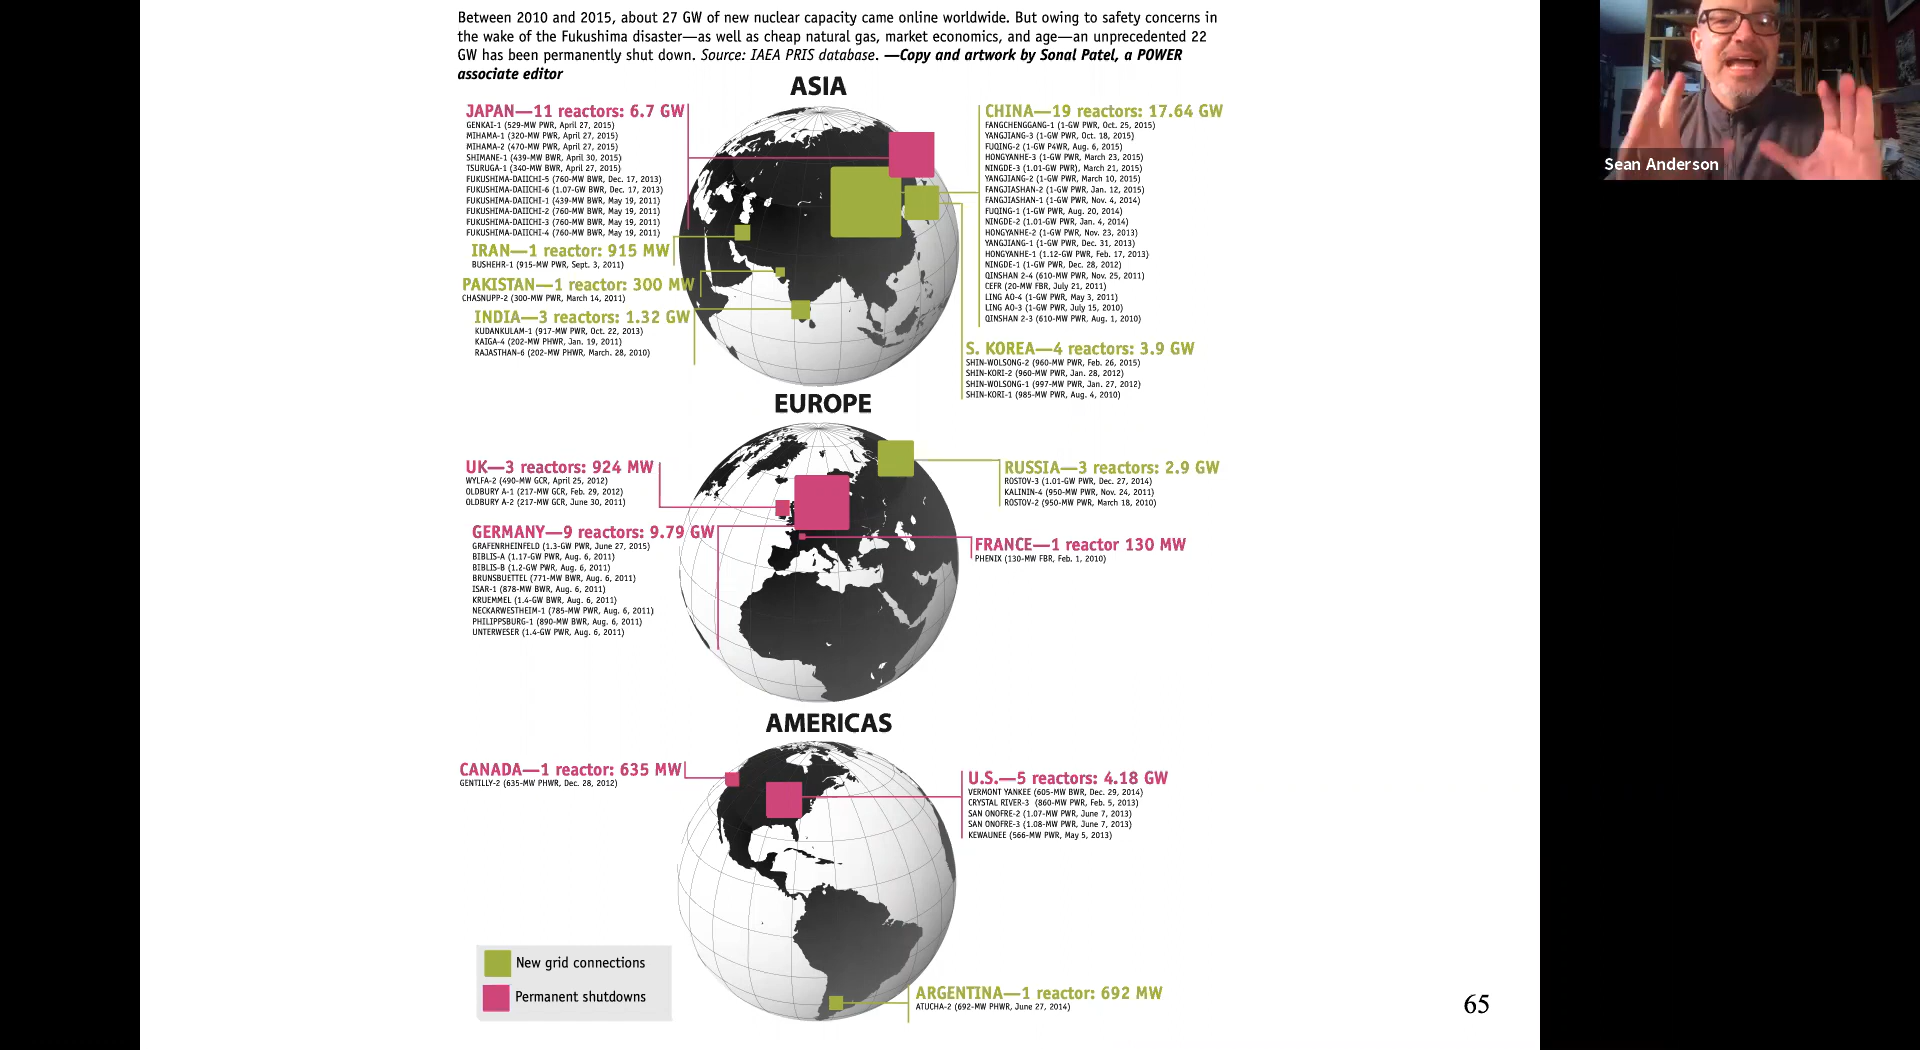 Between 2010 and 2015, about 27 GW of new nuclear capacity came online worldwide. But owing to safety concerns in
the wake of the Fukushima disaster—as well as cheap natural gas, market economics, and age—an unprecedented 22
GW has been permanently shut down. Source: IAEA PRIS database. —Copy and artwork by Sonal Patel, a POWER
associate editor
ASIA
JAPAN—11 reactors: 6.7 GW
GENKAI-1 (529-MW PWR, April 27, 2015)
MIHAMA-1 (320-MW PWR, April 27, 2015)
MIHAMA-2 (470-MW PWR, April 27, 2015)
SHIMANE-1 (439-MW BWR, April 30, 2015)
TSURUGA-1 (340-MW BWR, April 27, 2015)
FUKUSHIMA-DAIICHI-5 (760-MW BWR, Dec. 17, 2013)
FUKUSHIMA-DAIICHI-6 (1.07-GW BWR, Dec. 17, 2013)
FUKUSHIMA-DAIICHI-1 (439-MW BWR, May 19, 2011)
FUKUSHIMA-DAIICHI-2 (760-MW BWR, May 19, 2011)
FUKUSHIMA-DAIICHI-3 (760-MW BWR, May 19, 2011)
FUKUSHIMA-DAIICHI-4 (760-MW BWR, May 19, 2011)
IRAN—1 reactor: 915 MW
BUSHEHR-1 (915-MW PWR, Sept. 3, 2011)
PAKISTAN—1 reactor: 300 MW
CHASNUPP-2 (300-MW PWR, March 14, 2011)
INDIA—3 reactors: 1.32 GW
KUDANKULAM-1 (917-MW PWR, Oct. 22, 2013)
KAIGA-4 (202-MW PHWR, Jan. 19, 2011)
RAJASTHAN-6 (202-MW PHWR, March. 28, 2010)
CHINA—19 reactors: 17.64 GW
FANGCHENGGANG-1 (1-GW PWR, Oct. 25, 2015)
YANGJIANG-3 (1-GW PWR, Oct. 18, 2015)
FUQING-2 (1-GW P4WR, Aug. 6, 2015)
HONGYANHE-3 (1-GW PWR, March 23, 2015)
NINGDE-3 (1.01-GW PWR), March 21, 2015)
YANGJIANG-2 (1-GW PWR, March 10, 2015)
FANGJIASHAN-2 (1-GW PWR, Jan. 12, 2015)
FANGJIASHAN-1 (1-GW PWR, Nov. 4, 2014)
FUQING-1 (1-GW PWR, Aug. 20, 2014)
NINGDE-2 (1.01-GW PWR, Jan. 4, 2014)
HONGYANHE-2 (1-GW PWR, Nov. 23, 2013)
YANGJIANG-1 (1-GW PWR, Dec. 31, 2013)
HONGYANHE-1 (1.12-GW PWR, Feb. 17, 2013)
NINGDE-1 (1-GW PWR, Dec. 28, 2012)
QINSHAN 2-4 (610-MW PWR, Nov. 25, 2011)
CEFR (20-MW FBR, July 21, 2011)
LING AO-4 (1-GW PWR, May 3, 2011)
LING AO-3 (1-GW PWR, July 15, 2010)
QINSHAN 2-3 (610-MW PWR, Aug. 1, 2010)
S. KOREA—4 reactors: 3.9 GW
SHIN-WOLSONG-2 (960-MW PWR, Feb. 26, 2015)
SHIN-KORI-2 (960-MW PWR, Jan. 28, 2012)
SHIN-WOLSONG-1 (997-MW PWR, Jan. 27, 2012)
SHIN-KORI-1 (985-MW PWR, Aug. 4, 2010)
EUROPE
UK—3 reactors: 924 MW
WYLFA-2 (490-MW GCR, April 25, 2012)
OLDBURY A-1 (217-MW GCR, Feb. 29, 2012)
OLDBURY A-2 (217-MW GCR, June 30, 2011)
GERMANY—9 reactors: 9.79 GW
GRAFENRHEINFELD (1.3-GW PWR, June 27, 2015)
BIBLIS-A (1.17-GW PWR, Aug. 6, 2011)
BIBLIS-B (1.2-GW PWR, Aug. 6, 2011)
BRUNSBUETTEL (771-MW BWR, Aug. 6, 2011)
ISAR-1 (878-MW BWR, Aug. 6, 2011)
KRUEMMEL (1.4-GW BWR, Aug. 6, 2011)
NECKARWESTHEIM-1 (785-MW PWR, Aug. 6, 2011)
PHILIPPSBURG-1 (890-MW BWR, Aug. 6, 2011)
UNTERWESER (1.4-GW PWR, Aug. 6, 2011)
RUSSIA—3 reactors: 2.9 GW
ROSTOV-3 (1.01-GW PWR, Dec. 27, 2014)
KALININ-4 (950-MW PWR, Nov. 24, 2011)
ROSTOV-2 (950-MW PWR, March 18, 2010)
FRANCE—1 reactor 130 MW
PHENIX (130-MW FBR, Feb. 1, 2010)
AMERICAS
CANADA—1 reactor: 635 MW
GENTILLY-2 (635-MW PHWR, Dec. 28, 2012)
U.S.—5 reactors: 4.18 GW
VERMONT YANKEE (605-MW BWR, Dec. 29, 2014)
CRYSTAL RIVER-3 (860-MW PWR, Feb. 5, 2013)
SAN ONOFRE-2 (1.07-MW PWR, June 7, 2013)
SAN ONOFRE-3 (1.08-MW PWR, June 7, 2013)
KEWAUNEE (566-MW PWR, May 5, 2013)
New grid connections
Permanent shutdowns
ARGENTINA—1 reactor: 692 MW
ATUCHA-2 (692-MW PHWR, June 27, 2014)
65
Sean Anderson